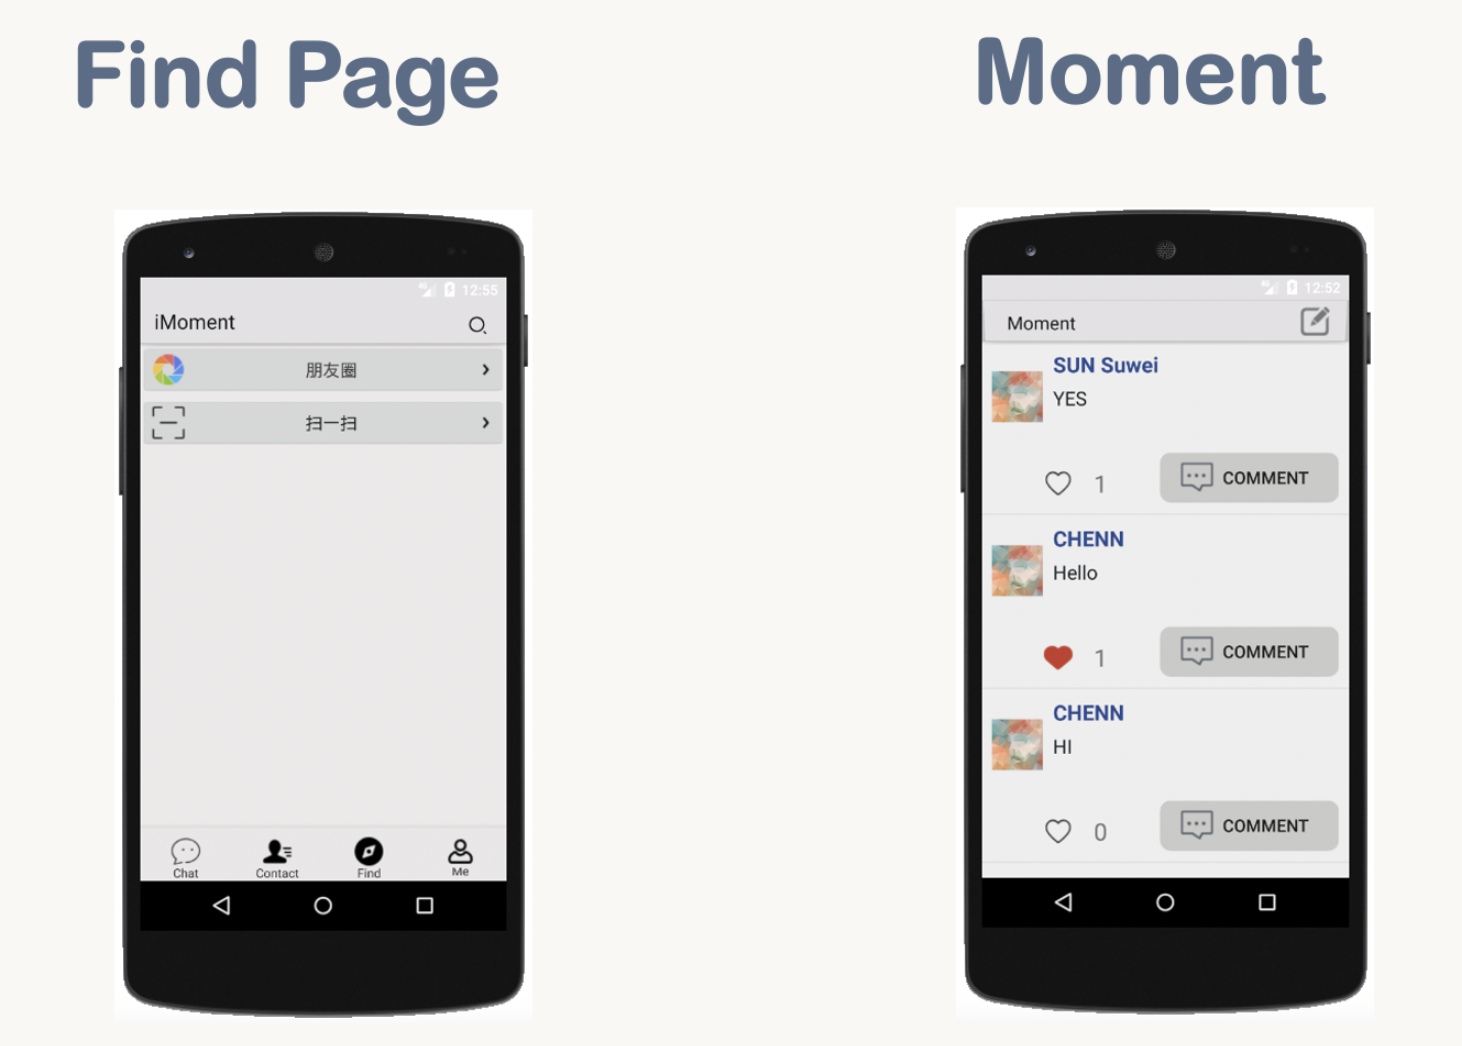 Find Page
Moment
12:55
iMoment
朋友圈
扫一扫
Chat
Contact
Find
Me
12:52
Moment
SUN Suwei
YES
1
COMMENT
CHENN
Hello
1
COMMENT
CHENN
HI
0
COMMENT